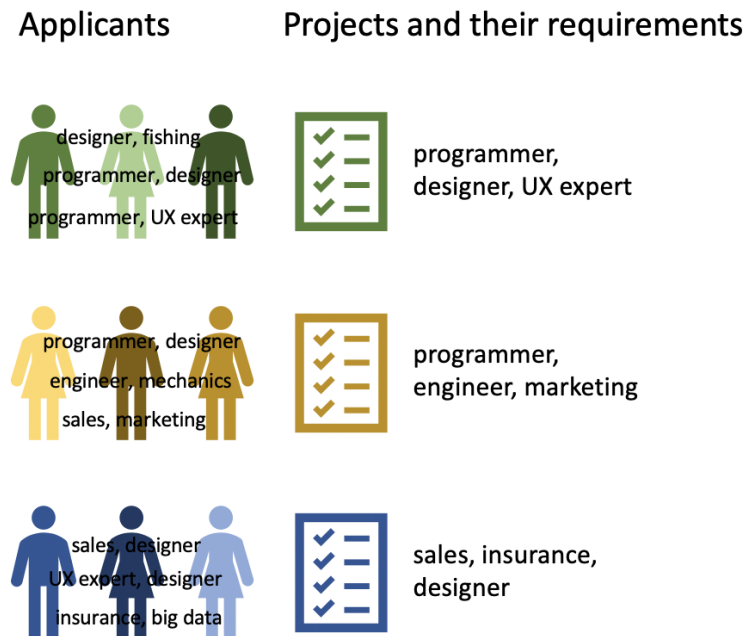 Applicants
Projects and their requirements
designer, fishing
programmer, designer
programmer, UX expert
programmer,
designer, UX expert
programmer, designer
engineer, mechanics
sales, marketing
programmer,
engineer, marketing
sales, designer
UX expert, designer
insurance, big data
sales, insurance,
designer